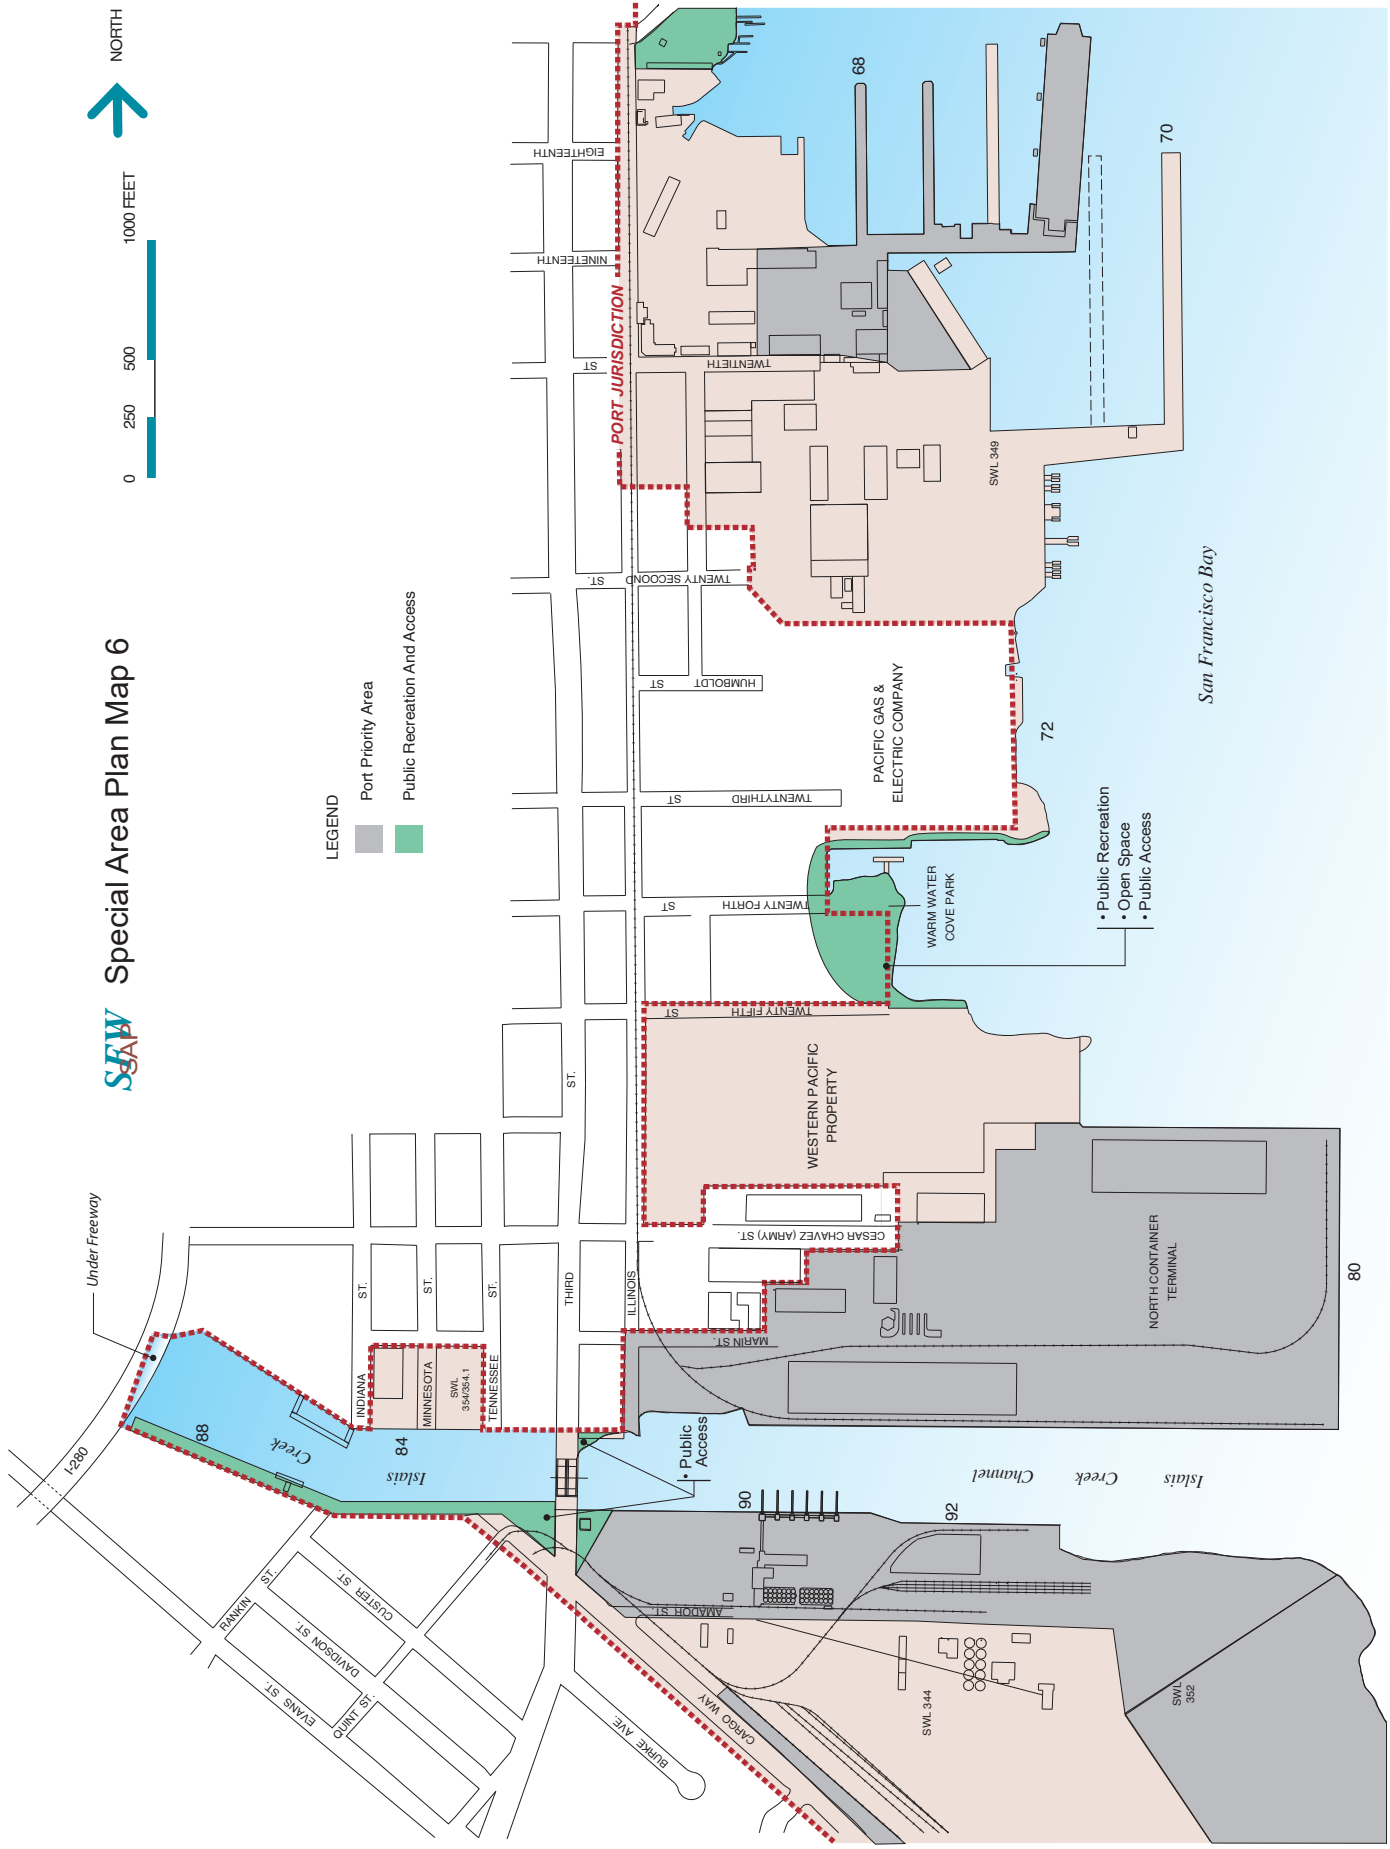 SFW
SAP
Special Area Plan Map 6
0
250
500
1000 FEET
NORTH
LEGEND
Port Priority Area
Public Recreation And Access
Under Freeway
I-280
88
84
Islais
Creek
INDIANA
ST.
MINNESOTA
ST.
SWL
354/354.1
TENNESSEE
ST.
THIRD
ST.
ILLINOIS
EIGHTEENTH
NINETEENTH
ST
PORT JURISDICTION
TWENTIETH
ST.
TWENTY SECOOND
ST
HUMBOLDT
ST
TWENTYTHIRD
ST
TWENTY FORTH
ST
TWENTY FIFTH
68
70
SWL 349
PACIFIC GAS &
ELECTRIC COMPANY
72
San Francisco Bay
WARM WATER
COVE PARK
• Public Recreation
• Open Space
• Public Access
WESTERN PACIFIC
PROPERTY
CESAR CHAVEZ (ARMY) ST.
MARIN ST.
NORTH CONTAINER
TERMINAL
80
• Public
Access
Islais
Creek
Channel
90
92
AMADOR ST.
SWL 344
SWL
352
CARGO WAY
BURKE AVE.
RANKIN
ST.
CUSTER ST.
DAVIDSON ST.
EVANS ST.
QUINT ST.